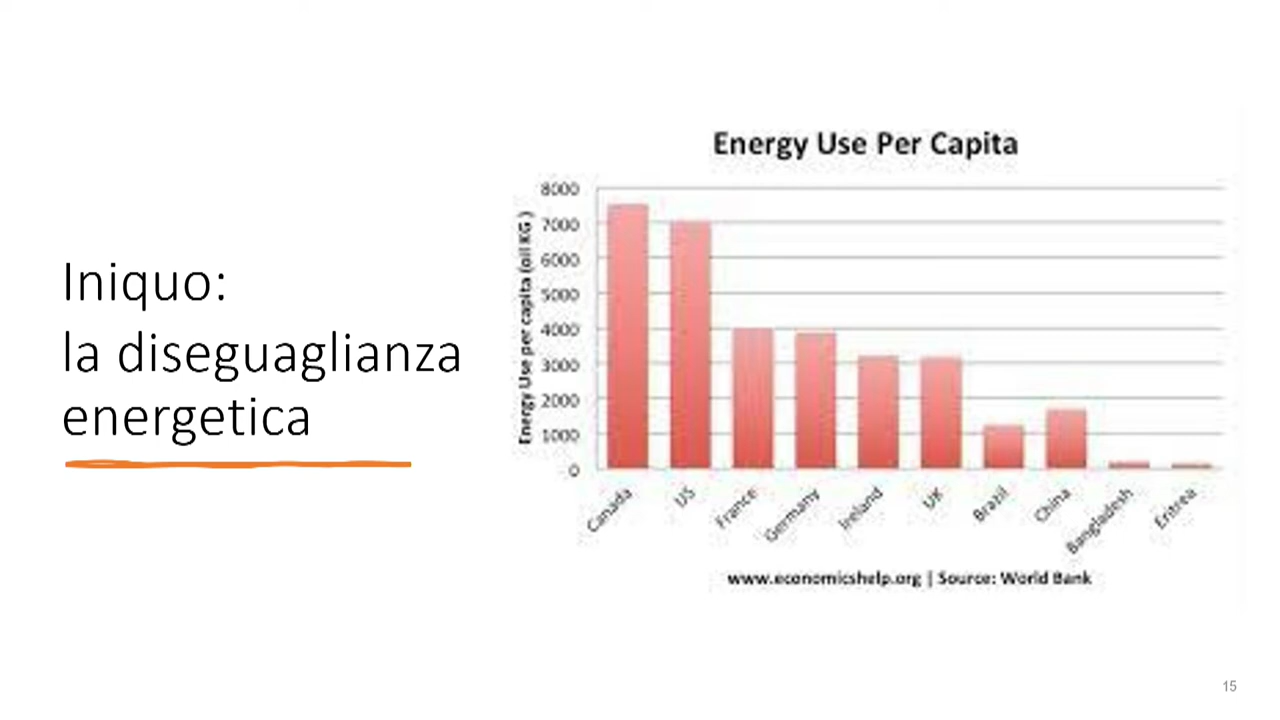 Iniquo:
la diseguaglianza
energetica
Energy Use Per Capita
Energy Use per capita (oil KG )
8000
7000
6000
5000
4000
3000
2000
1000
0
Canada
US
France
Germany
Ireland
UK
Brazil
China
Bangladesh
Eritrea
www.economicshelp.org | Source: World Bank
15